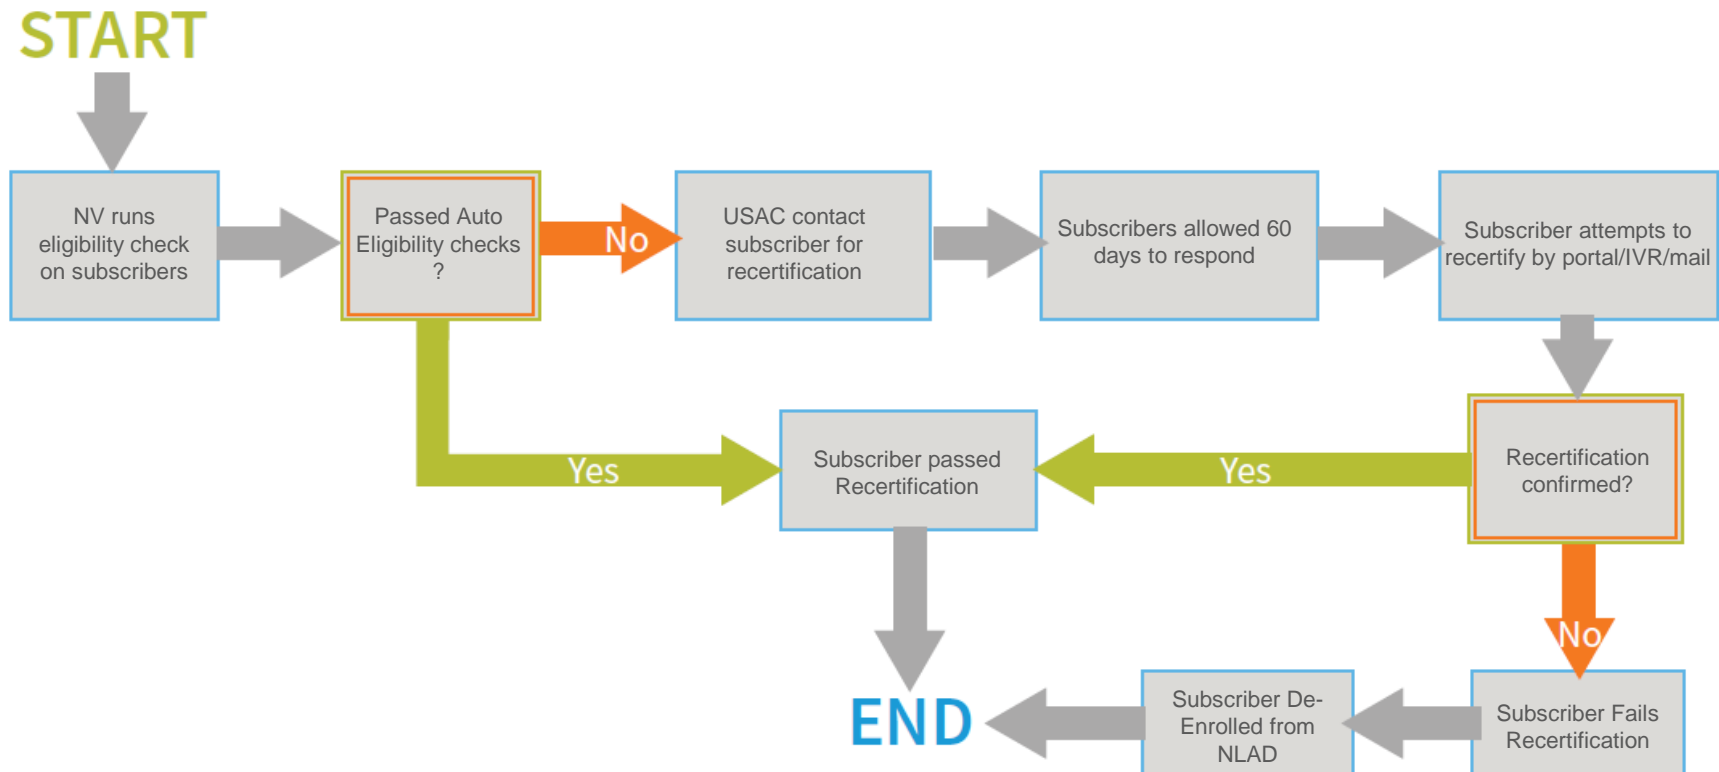 START
NV runs
eligibility check
on subscribers
Passed Auto
Eligibility checks
?
No
USAC contact
subscriber for
recertification
Subscribers allowed 60
days to respond
Subscriber attempts to
recertify by portal/IVR/mail
Yes
Subscriber passed
Recertification
Yes
Recertification
confirmed?
No
END
Subscriber De-
Enrolled from
NLAD
Subscriber Fails
Recertification